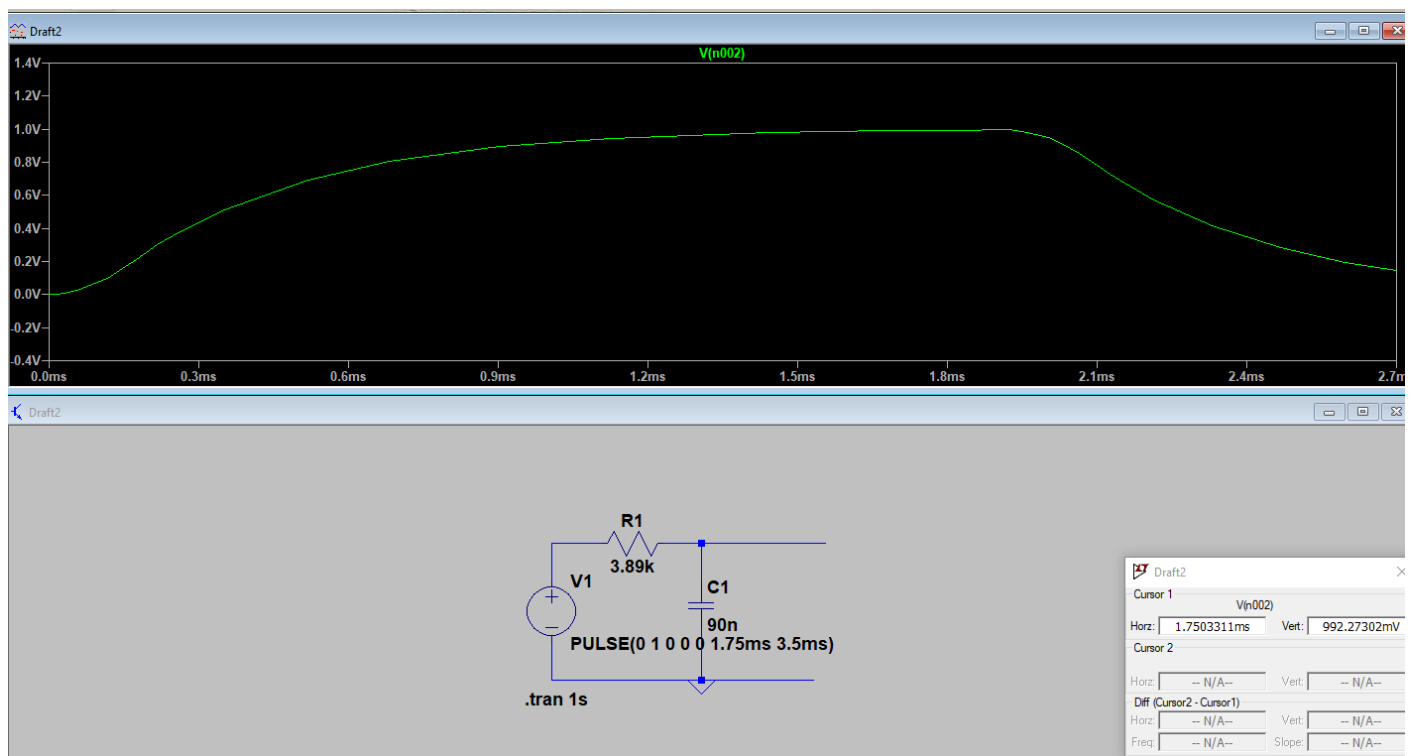 Draft2
V(n002)
1.4V
1.2V
1.0V
0.8V
0.6V
0.4V
0.2V
0.0V
-0.2V
-0.4V
0.0ms 0.3ms 0.6ms 0.9ms 1.2ms 1.5ms 1.8ms 2.1ms 2.4ms 2.7m
Draft2
R1
3.89k
V1
C1
90n
PULSE(0 1 0 0 0 1.75ms 3.5ms)
.tran 1s
Draft2
Cursor 1
V(n002)
Horz: 1.7503311ms Vert: 992.27302mV
Cursor 2
Horz: -- N/A-- Vert: -- N/A--
Diff (Cursor2 - Cursor1)
Horz: -- N/A-- Vert: -- N/A--
Freq: -- N/A-- Slope: -- N/A--